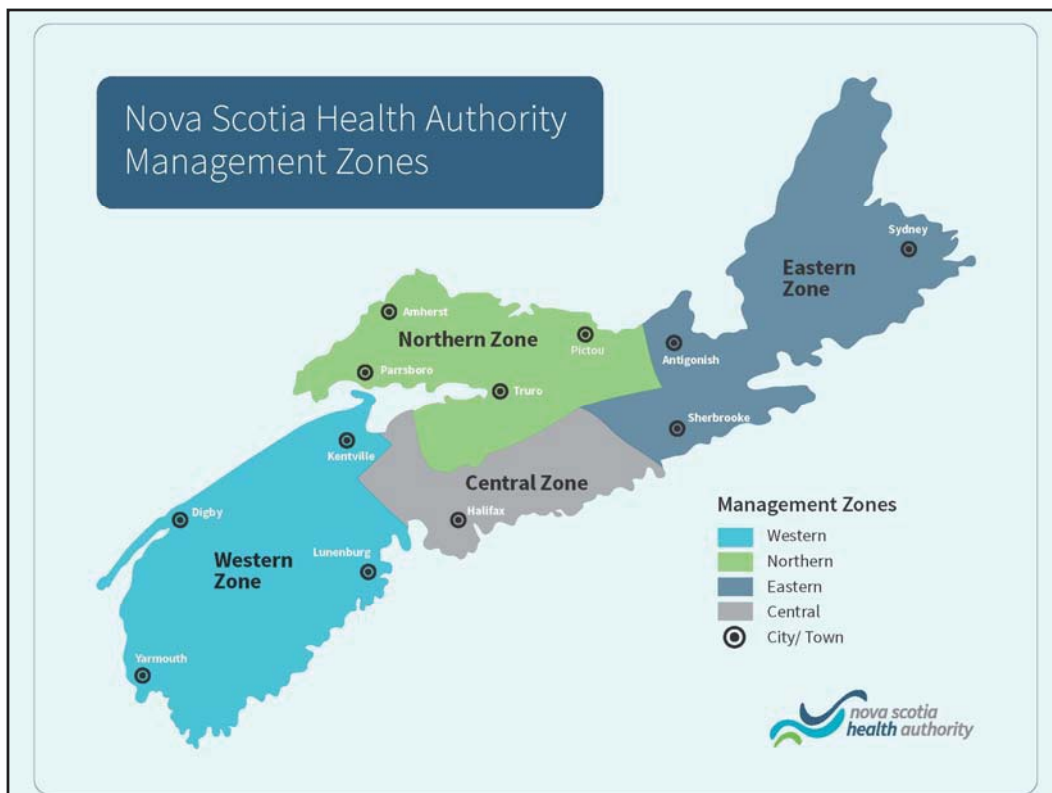 Nova Scotia Health Authority
Management Zones
Sydney
Eastern
Zone
Amherst
Northern Zone
Pictou
Antigonish
Parrsboro
Truro
Sherbrooke
Kentville
Central Zone
Halifax
Digby
Lunenburg
Western
Zone
Yarmouth
Management Zones
Western
Northern
Eastern
Central
City/ Town
nova scotia
health authority